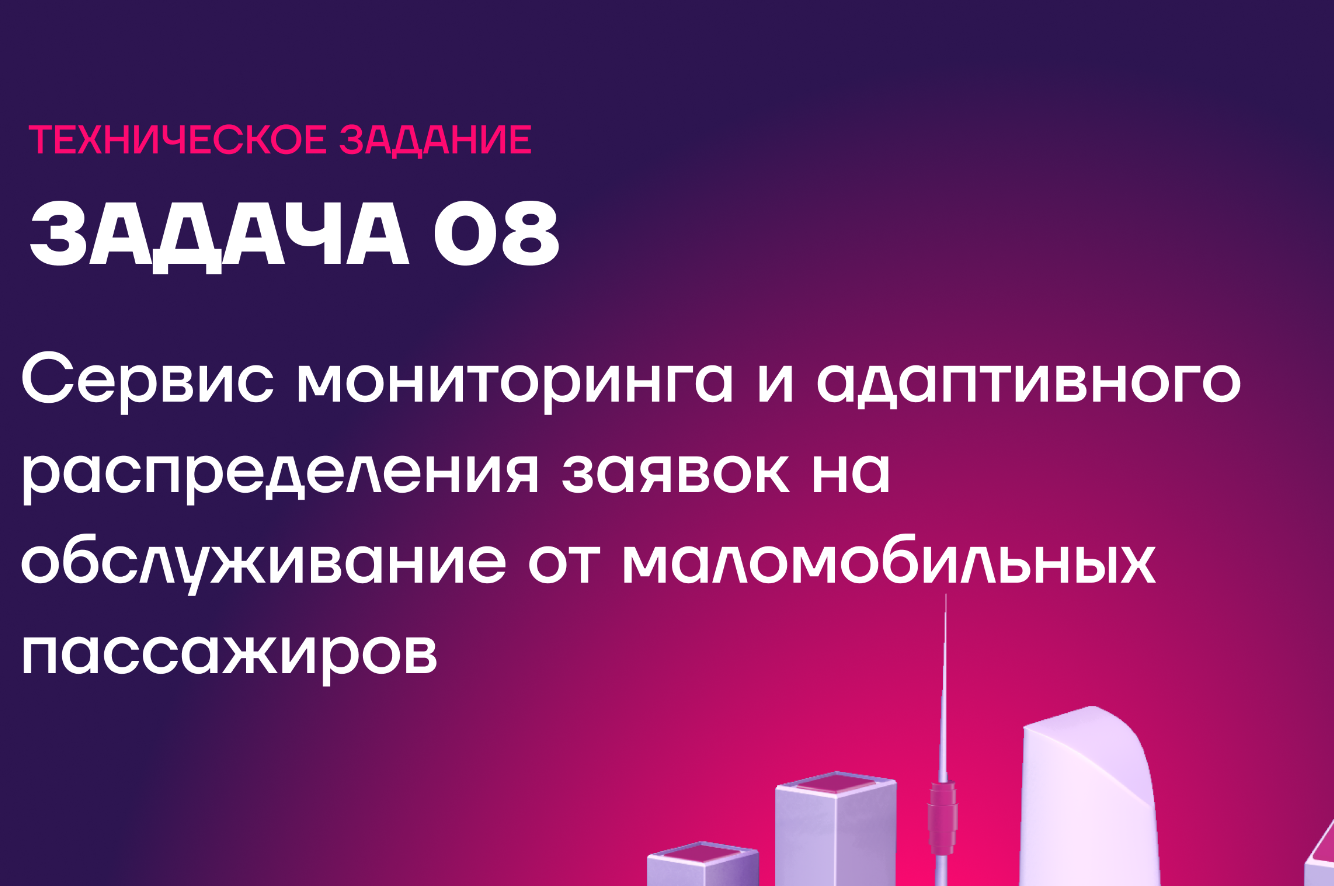 ТЕХНИЧЕСКОЕ ЗАДАНИЕ
ЗАДАЧА 08
Сервис мониторинга и адаптивного
распределения заявок на
обслуживание от маломобильных
пассажиров